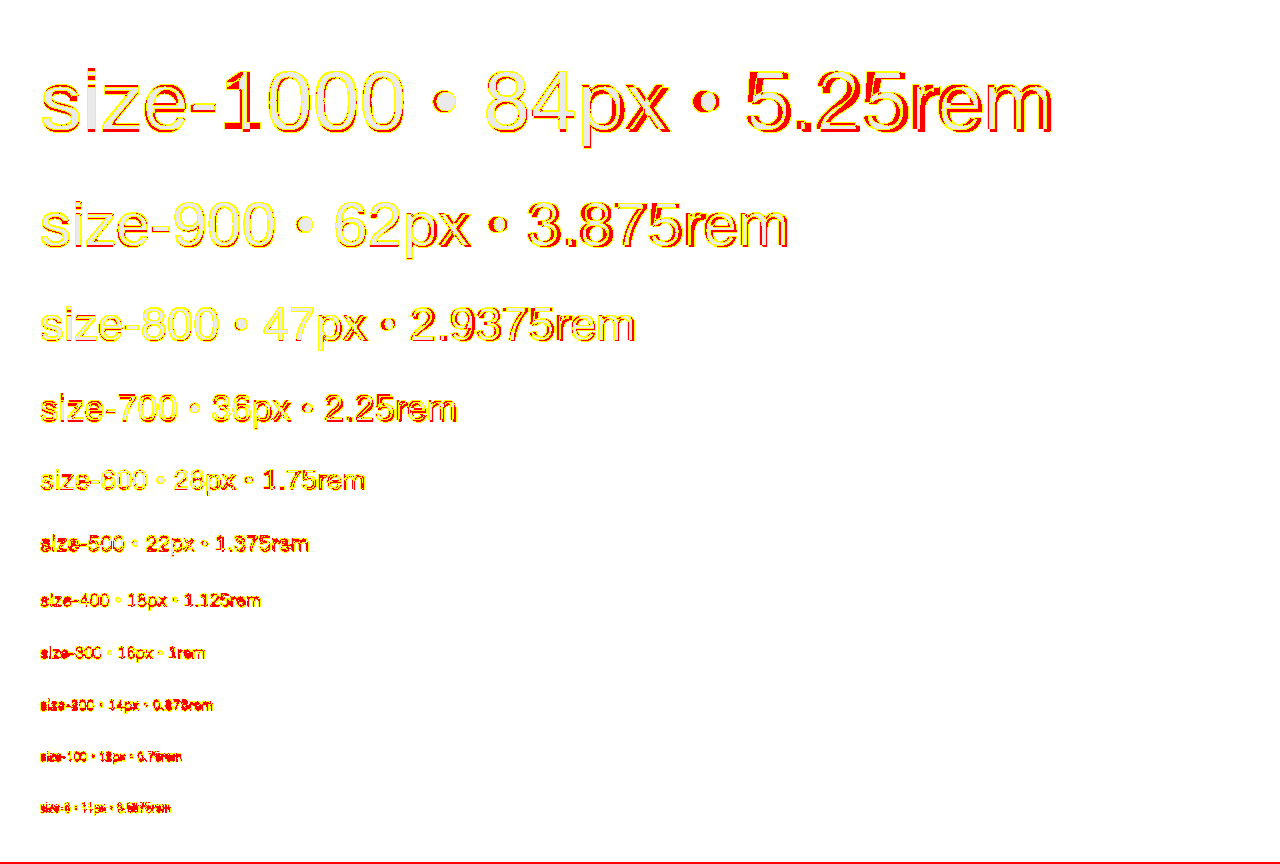 size-1000 • 84px • 5.25rem
size-900 • 62px • 3.875rem
size-800 • 47px • 2.9375rem
size-700 • 36px • 2.25rem
size-600 • 28px • 1.75rem
size-500 • 22px • 1.375rem
size-400 • 18px • 1.125rem
size-300 • 16px • 1rem
size-200 • 14px • 0.875rem
size-100 • 12px • 0.75rem
size-0 • 11px • 0.6875rem